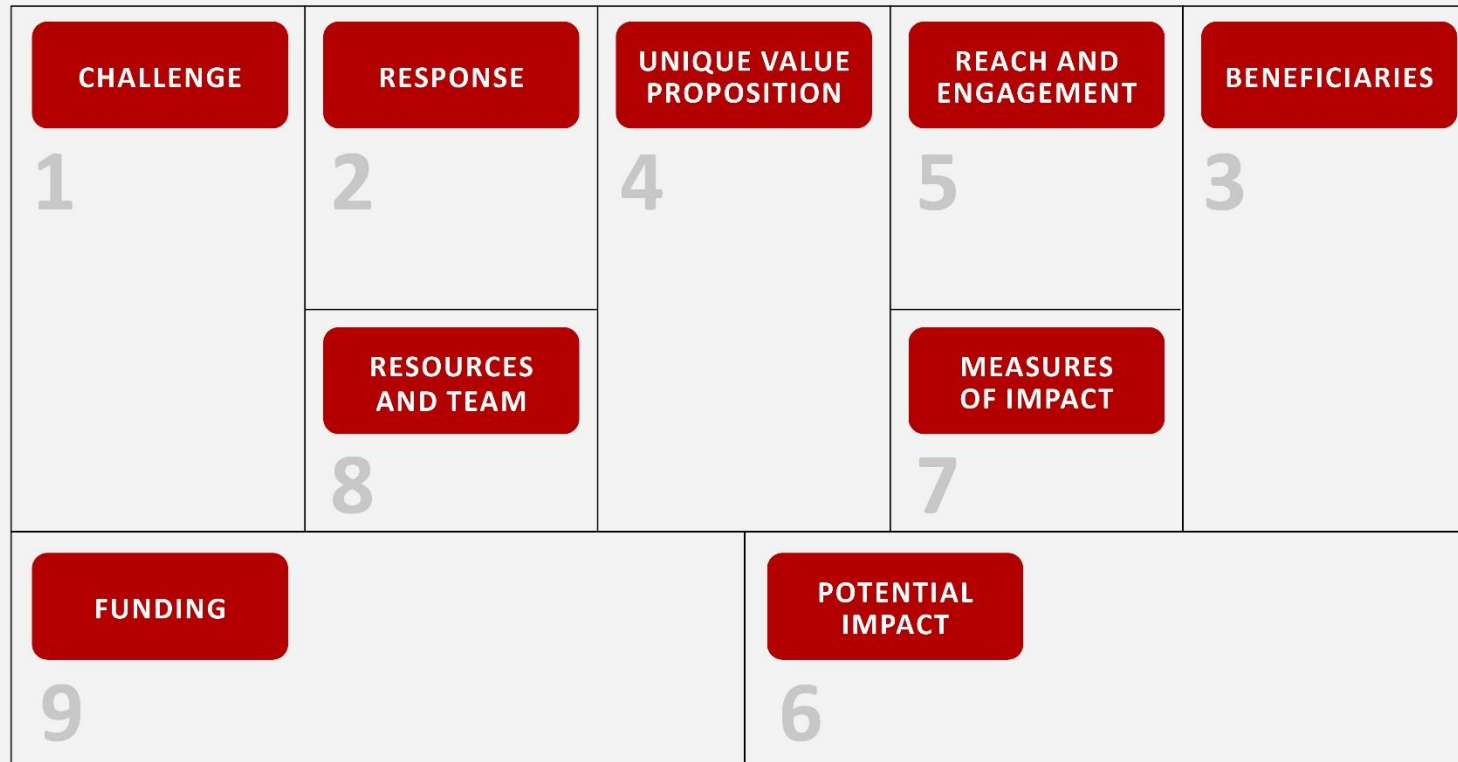 CHALLENGE
1
RESPONSE
2
UNIQUE VALUE
PROPOSITION
4
REACH AND
ENGAGEMENT
5
BENEFICIARIES
3
RESOURCES
AND TEAM
8
MEASURES
OF IMPACT
7
FUNDING
9
POTENTIAL
IMPACT
6